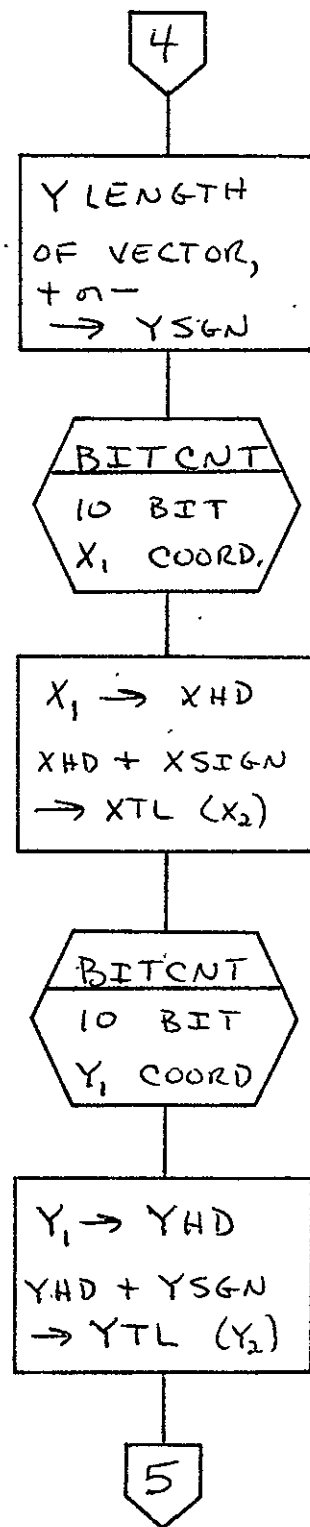 4
Y LENGTH
OF VECTOR,
+ or -
→ YSGN
BITCNT
10 BIT
X₁ COORD.
X₁ → XHD
XHD + XSIGN
→ XTL (X₂)
BITCNT
10 BIT
Y₁ COORD
Y₁ → YHD
YHD + YSGN
→ YTL (Y₂)
5